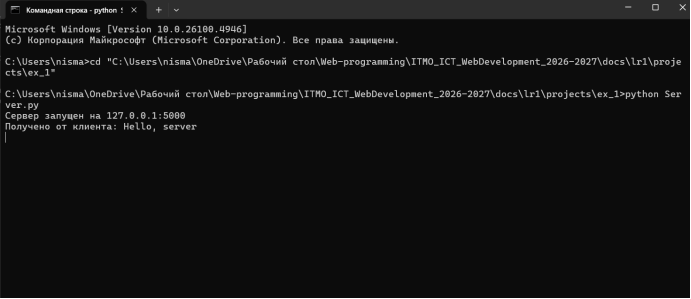 Командная строка - python S
Microsoft Windows [Version 10.0.26100.4946]
(c) Корпорация Майкрософт (Microsoft Corporation). Все права защищены.
C:\Users\nisma>cd "C:\Users\nisma\OneDrive\Рабочий стол\Web-programming\ITMO_ICT_WebDevelopment_2026-2027\docs\lr1\proje
cts\ex_1"
C:\Users\nisma\OneDrive\Рабочий стол\Web-programming\ITMO_ICT_WebDevelopment_2026-2027\docs\lr1\projects\ex_1>python Ser
ver.py
Сервер запущен на 127.0.0.1:5000
Получено от клиента: Hello, server